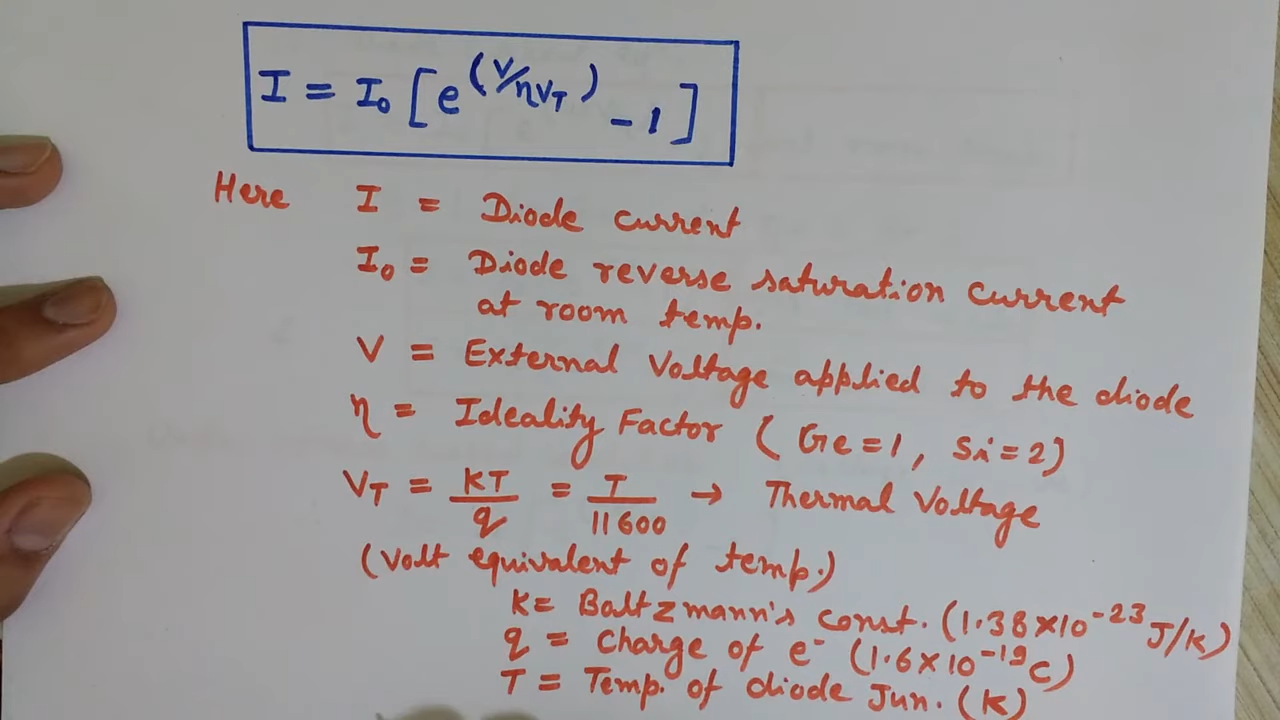 I = I₀ [ e^(V/ηV_T) - 1 ]
Here I = Diode current
I₀ = Diode reverse saturation current
at room temp.
V = External Voltage applied to the diode
η = Ideality Factor ( Ge=1, Si=2)
V_T = KT/q = T/11600 → Thermal Voltage
(Volt equivalent of temp.)
K= Boltzmann's const. (1.38×10⁻²³ J/K)
q = Charge of e⁻ (1.6×10⁻¹⁹ C)
T = Temp. of diode Jun. (K)